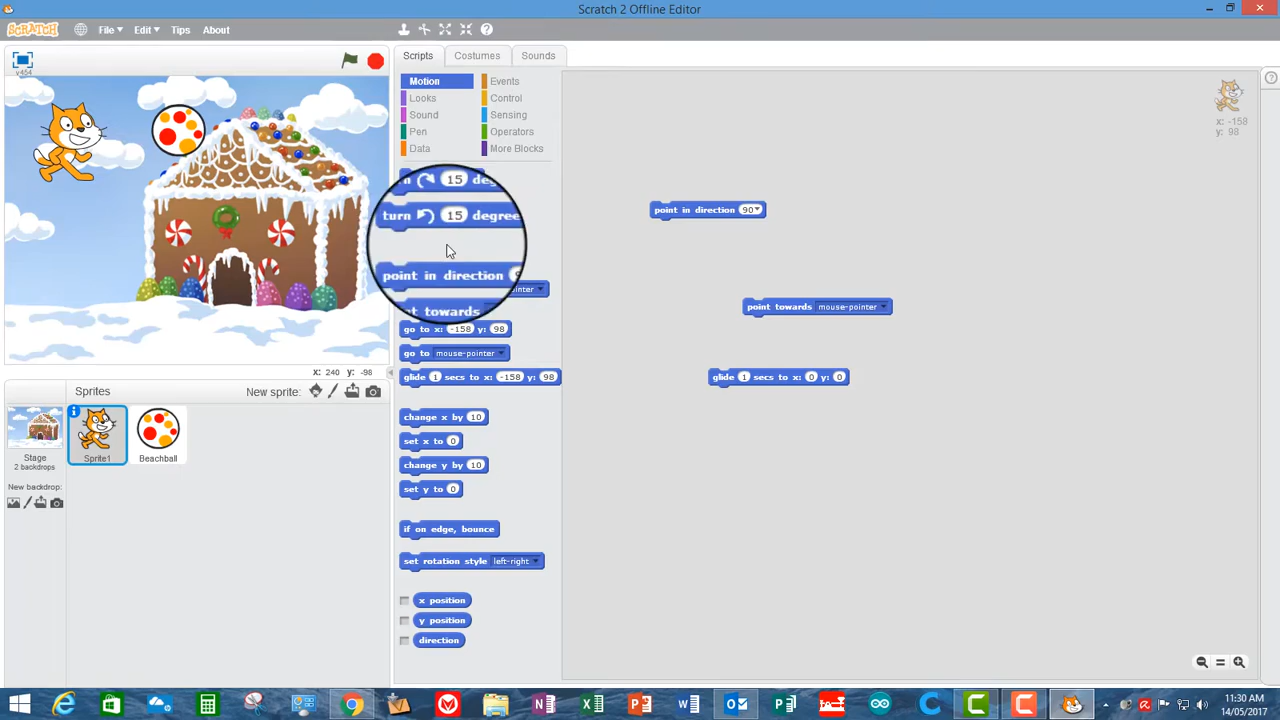 Scratch 2 Offline Editor
SCRATCH File Edit Tips About
v454
Scripts Costumes Sounds
Motion Events
Looks Control
Sound Sensing
Pen Operators
Data More Blocks
15
turn 15 degree
point in direction
towards
go to x: -158 y: 98
go to mouse-pointer
glide 1 secs to x: -158 y: 98
change x by 10
set x to 0
change y by 10
set y to 0
if on edge, bounce
set rotation style left-right
x position
y position
direction
point in direction 90
point towards mouse-pointer
glide 1 secs to x: 0 y: 0
x: -158
y: 98
x: 240 y: -98
Sprites New sprite:
Stage
2 backdrops
New backdrop:
Sprite1
Beachball
11:30 AM
14/05/2017